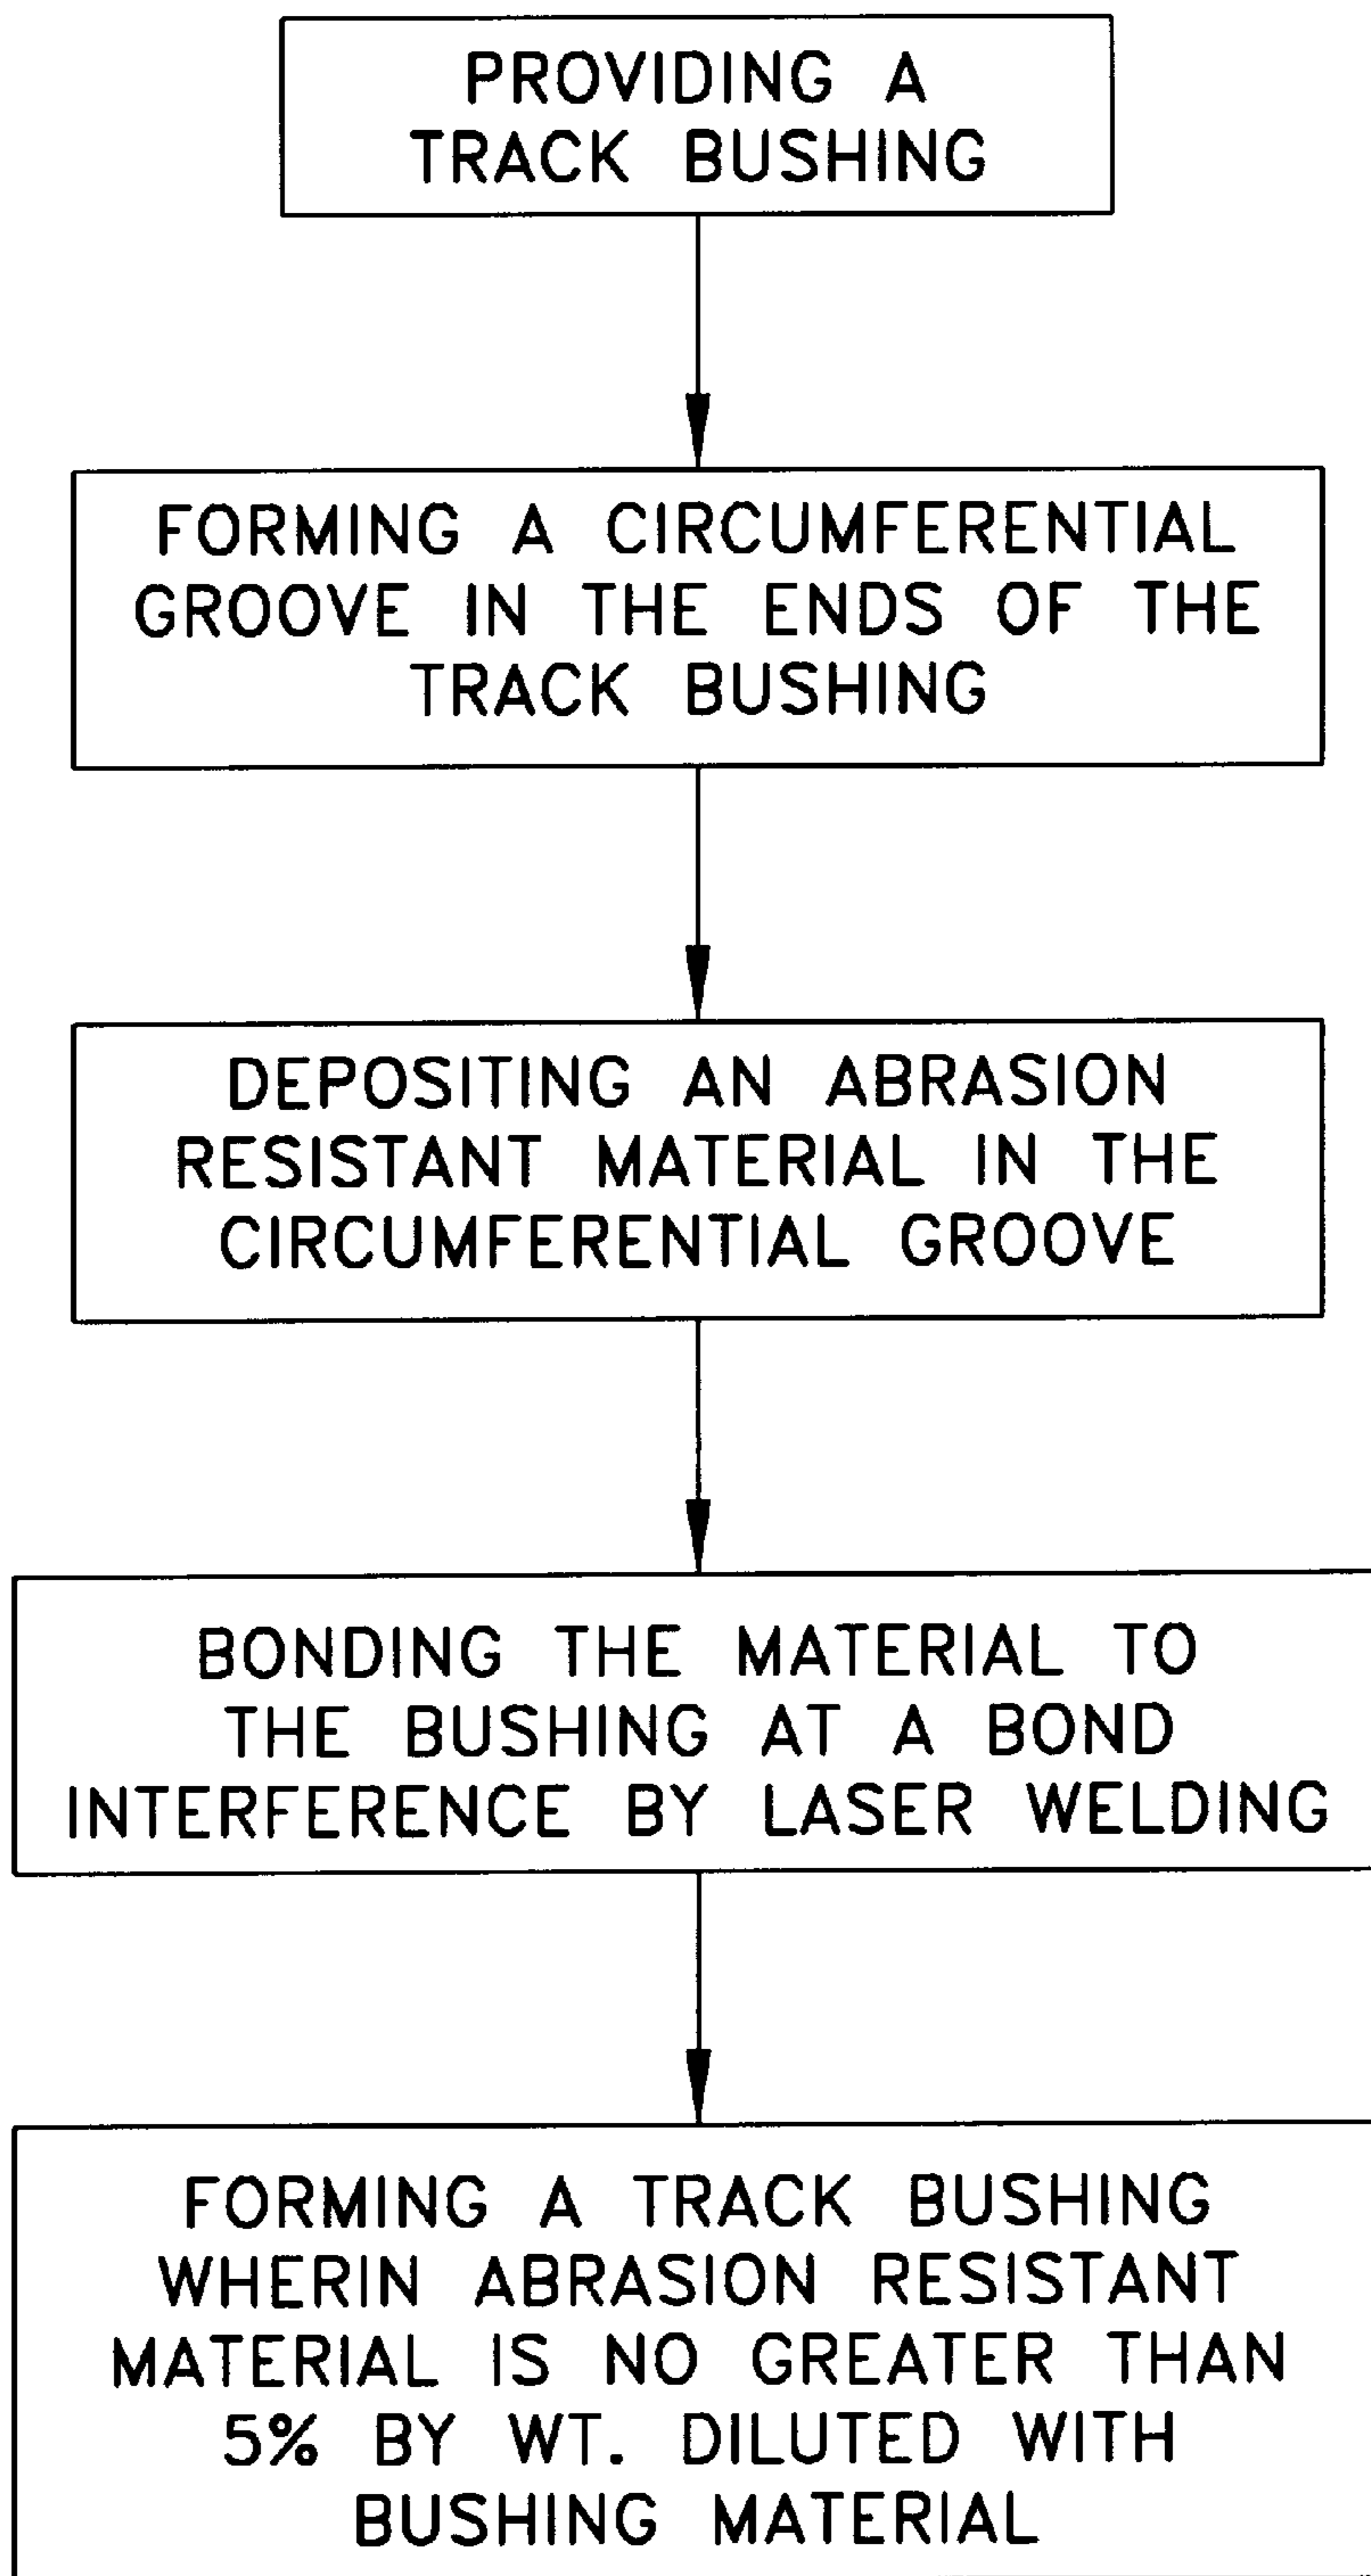 PROVIDING A
TRACK BUSHING
FORMING A CIRCUMFERENTIAL
GROOVE IN THE ENDS OF THE
TRACK BUSHING
DEPOSITING AN ABRASION
RESISTANT MATERIAL IN THE
CIRCUMFERENTIAL GROOVE
BONDING THE MATERIAL TO
THE BUSHING AT A BOND
INTERFERENCE BY LASER WELDING
FORMING A TRACK BUSHING
WHERIN ABRASION RESISTANT
MATERIAL IS NO GREATER THAN
5% BY WT. DILUTED WITH
BUSHING MATERIAL